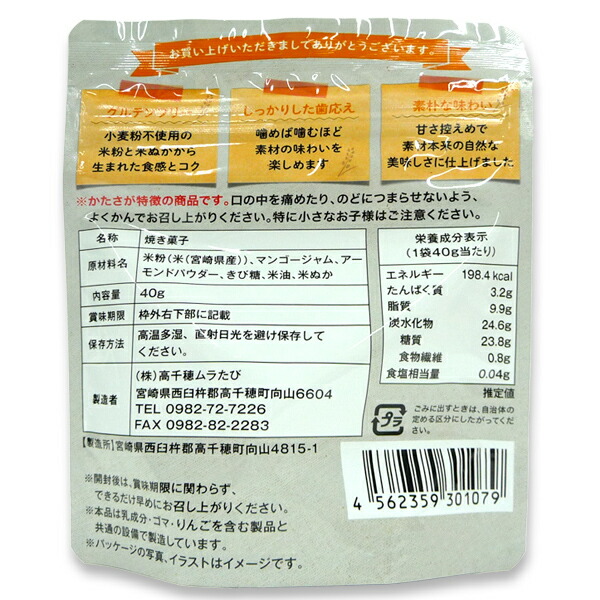 お買い上げいただきましてありがとうございます。
グルテンフリー
小麦粉不使用の
米粉と米ぬかから
生まれた食感とコク
しっかりした歯応え
噛めば噛むほど
素材の味わいを
楽しめます
素朴な味わい
甘さ控えめで
素材本来の自然な
美味しさに仕上げました
※かたさが特徴の商品です。口の中を痛めたり、のどにつまらせないよう、
よくかんでお召し上がりください。特に小さなお子様はご注意ください。
名称 焼き菓子
原材料名 米粉(米(宮崎県産))、マンゴージャム、アー
モンドパウダー、きび糖、米油、米ぬか
内容量 40g
賞味期限 枠外右下部に記載
保存方法 高温多湿、直射日光を避け保存して
ください。
製造者 (株)高千穂ムラたび
宮崎県西臼杵郡高千穂町向山6604
TEL 0982-72-7226
FAX 0982-82-2283
【製造所】宮崎県西臼杵郡高千穂町向山4815-1
栄養成分表示
(1袋40g当たり)
エネルギー 198.4kcal
たんぱく質 3.2g
脂質 9.9g
炭水化物 24.6g
糖質 23.8g
食物繊維 0.8g
食塩相当量 0.04g
推定値
プラ
ごみに出すときは、自治体の
定める区分にしたがってくだ
さい。
※開封後は、賞味期限に関わらず、
できるだけ早めにお召し上がりください。
※本品は乳成分・ゴマ・りんごを含む製品と
共通の設備で製造しています。
※パッケージの写真、イラストはイメージです。
4 562359 301079